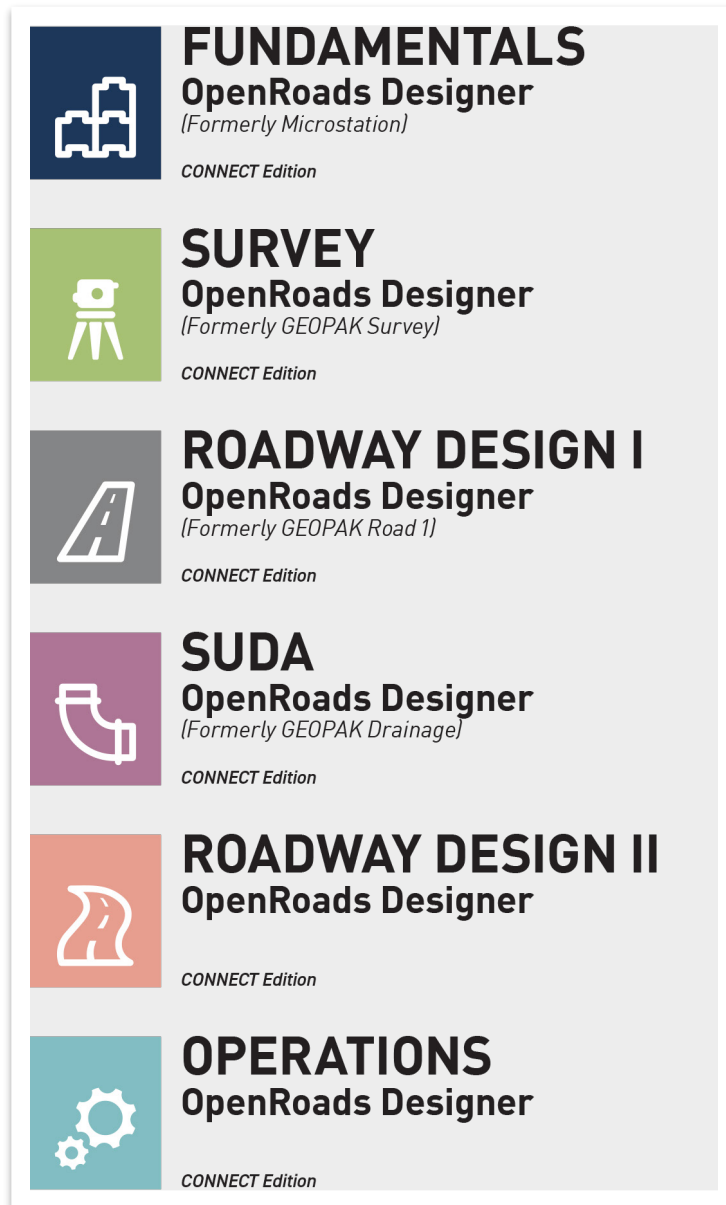 FUNDAMENTALS
OpenRoads Designer
(Formerly Microstation)
CONNECT Edition
SURVEY
OpenRoads Designer
(Formerly GEOPAK Survey)
CONNECT Edition
ROADWAY DESIGN I
OpenRoads Designer
(Formerly GEOPAK Road 1)
CONNECT Edition
SUDA
OpenRoads Designer
(Formerly GEOPAK Drainage)
CONNECT Edition
ROADWAY DESIGN II
OpenRoads Designer
CONNECT Edition
OPERATIONS
OpenRoads Designer
CONNECT Edition